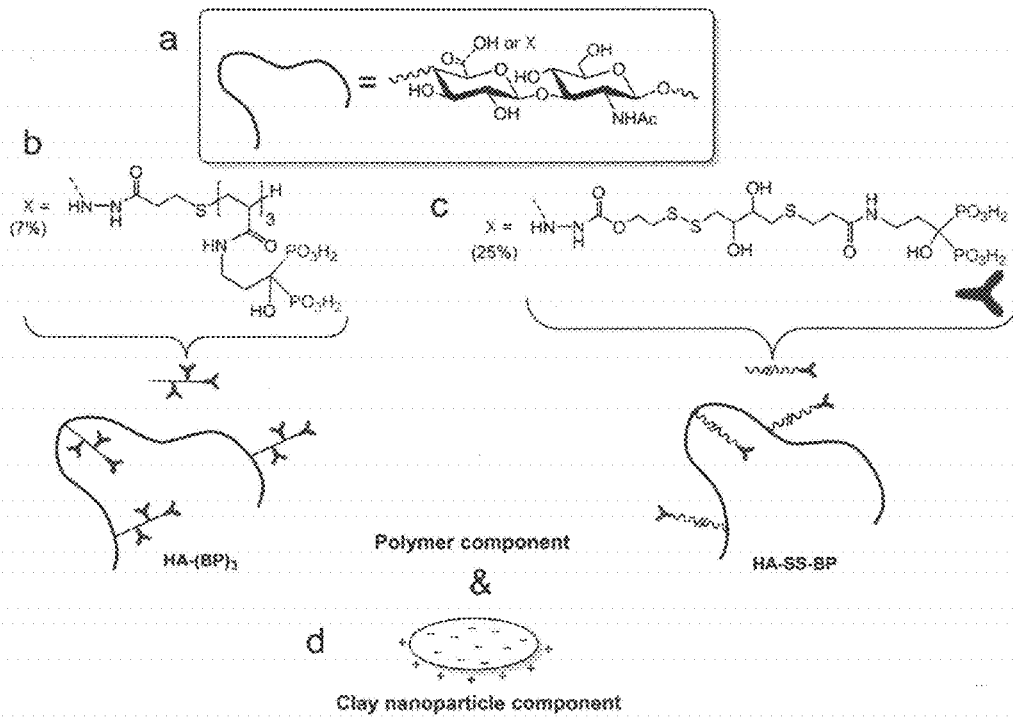 a
=
OH or X
O
HO
O
OH
O
OH
HO
O
NHAc
O
b
X =
(7%)
HN
N
H
O
S
H
3
HN
O
PO3H2
HO
PO3H2
HA-(BP)3
c
X =
(25%)
HN
N
H
O
O
S
S
OH
OH
S
O
H
N
PO3H2
HO
PO3H2
HA-SS-BP
Polymer component
&
d
Clay nanoparticle component